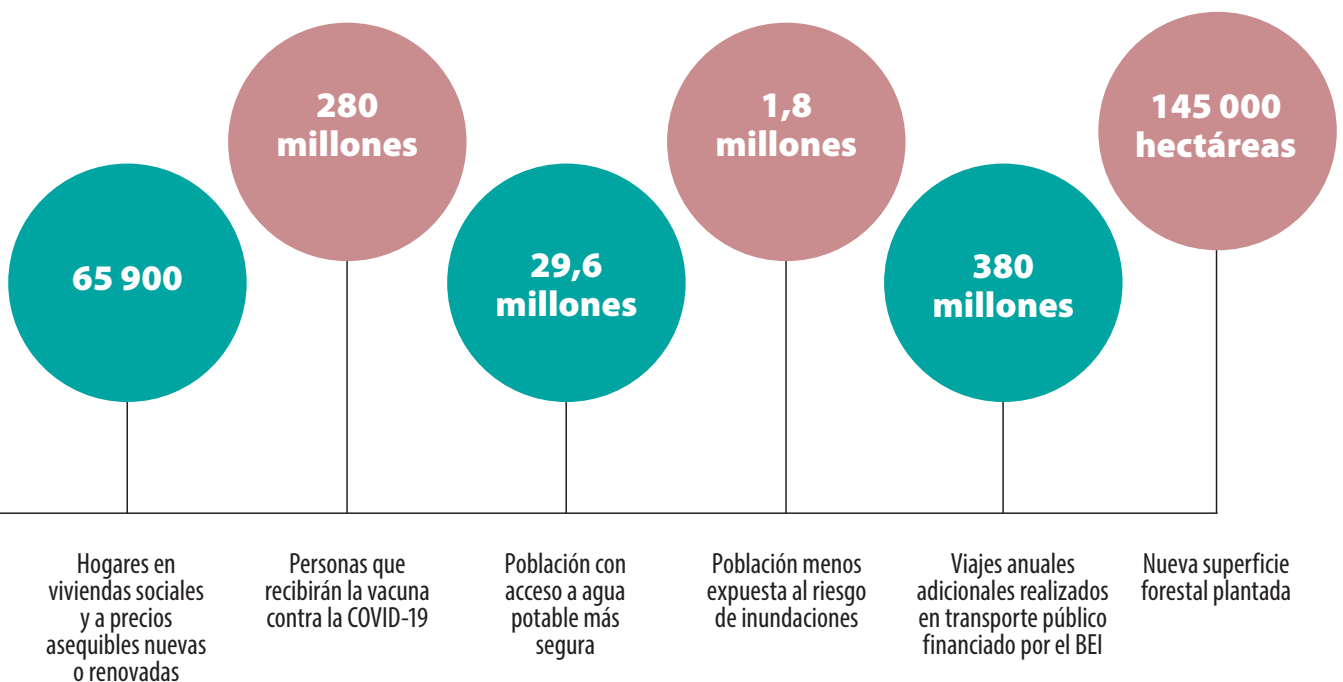 65 900
280
millones
29,6
millones
1,8
millones
380
millones
145 000
hectáreas
Hogares en
viviendas sociales
y a precios
asequibles nuevas
o renovadas
Personas que
recibirán la vacuna
contra la COVID-19
Población con
acceso a agua
potable más
segura
Población menos
expuesta al riesgo
de inundaciones
Viajes anuales
adicionales realizados
en transporte público
financiado por el BEI
Nueva superficie
forestal plantada